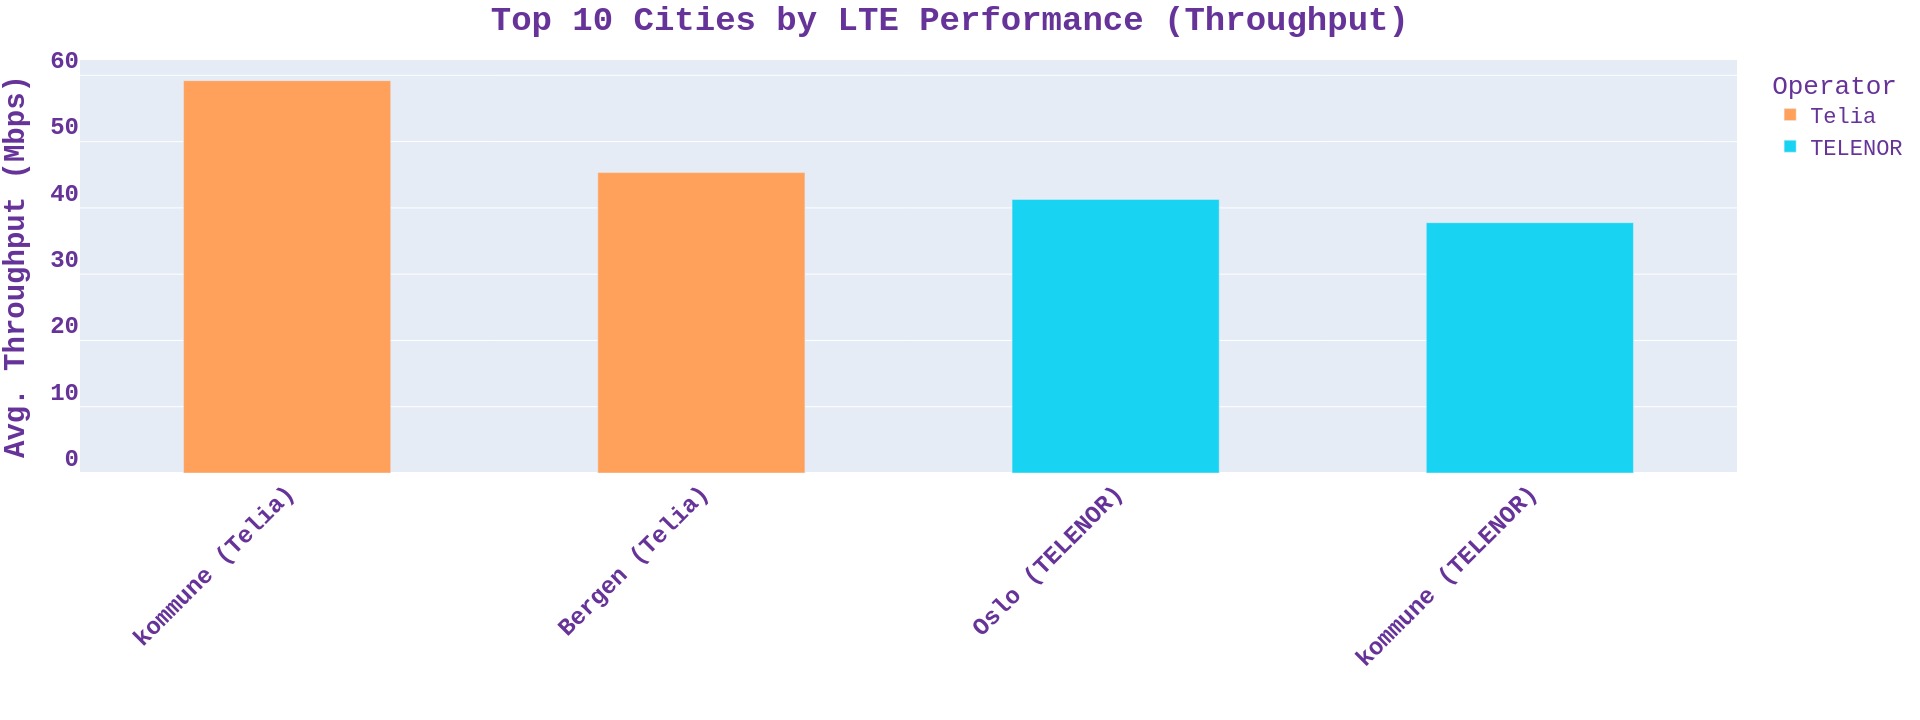 Top 10 Cities by LTE Performance (Throughput)
Avg. Throughput (Mbps)
60
50
40
30
20
10
0
kommune (Telia)
Bergen (Telia)
Oslo (TELENOR)
kommune (TELENOR)
Operator
Telia
TELENOR